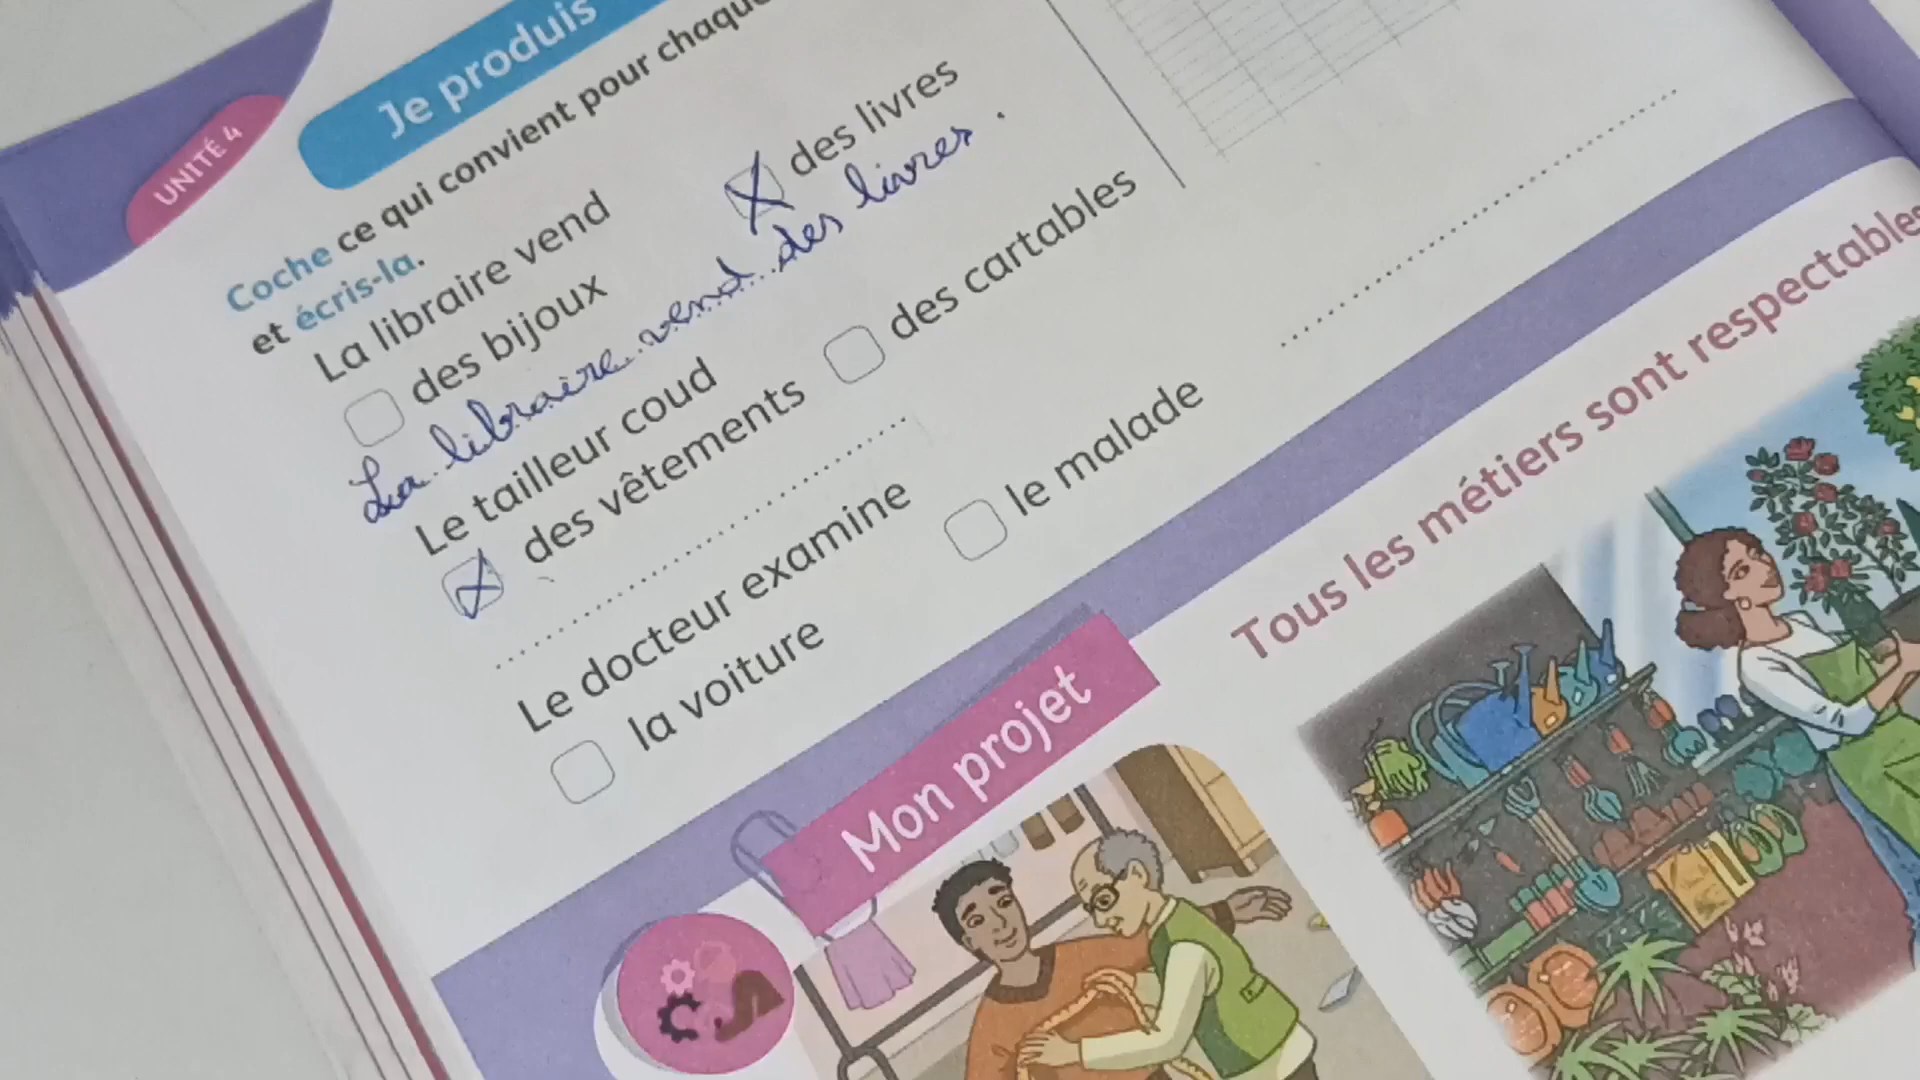 UNITÉ 4
Je produis
Coche ce qui convient pour chaque
et écris-la.
La libraire vend
des bijoux
des livres
La libraire vend des livres.
Le tailleur coud
des vêtements
des cartables
Le docteur examine
la voiture
le malade
Mon projet
Tous les métiers sont respectables